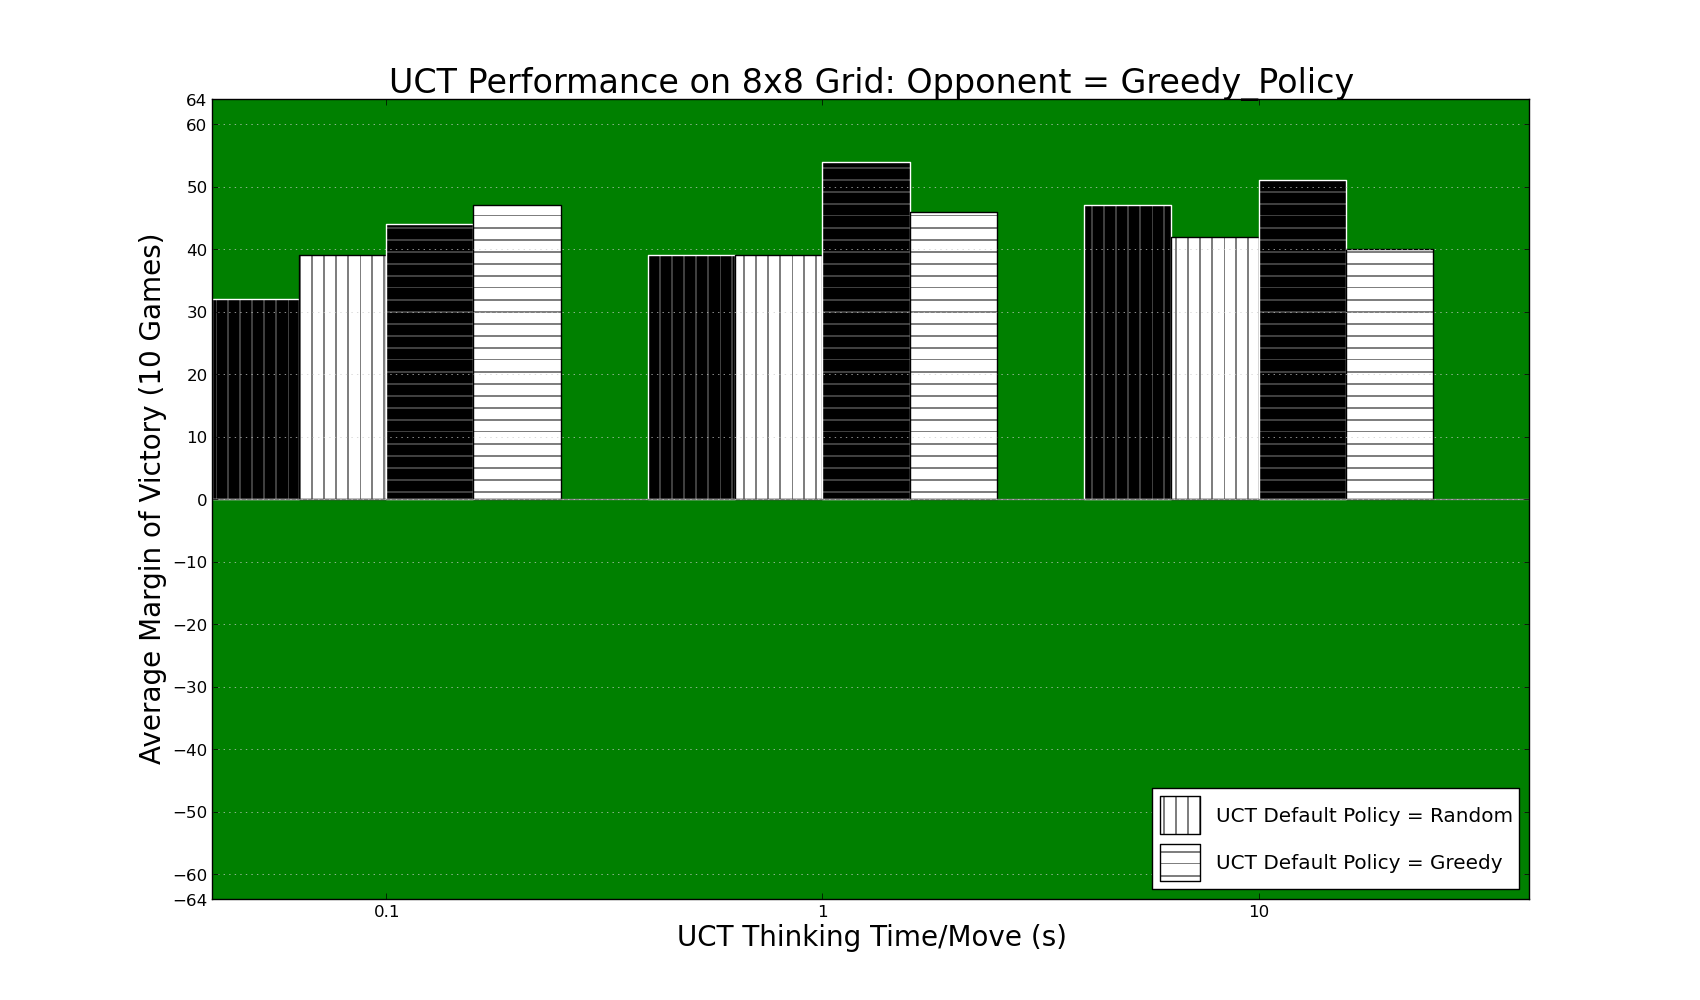 UCT Performance on 8x8 Grid: Opponent = Greedy_Policy
Average Margin of Victory (10 Games)
64
60
50
40
30
20
10
0
−10
−20
−30
−40
−50
−60
−64
UCT Default Policy = Random
UCT Default Policy = Greedy
0.1 1 10
UCT Thinking Time/Move (s)